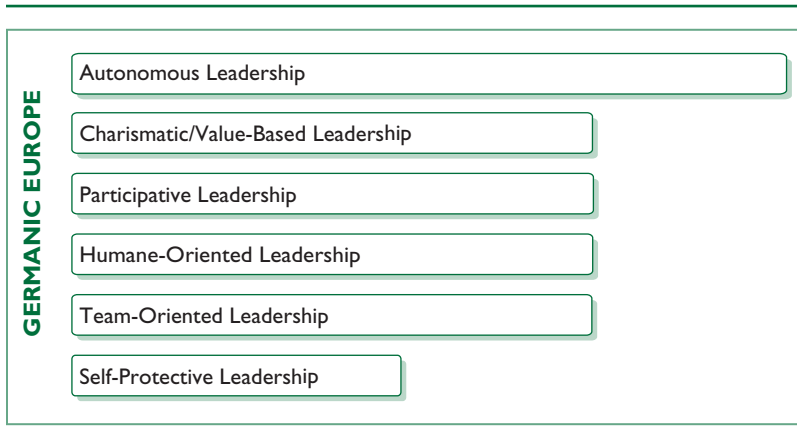 GERMANIC EUROPE
Autonomous Leadership
Charismatic/Value-Based Leadership
Participative Leadership
Humane-Oriented Leadership
Team-Oriented Leadership
Self-Protective Leadership